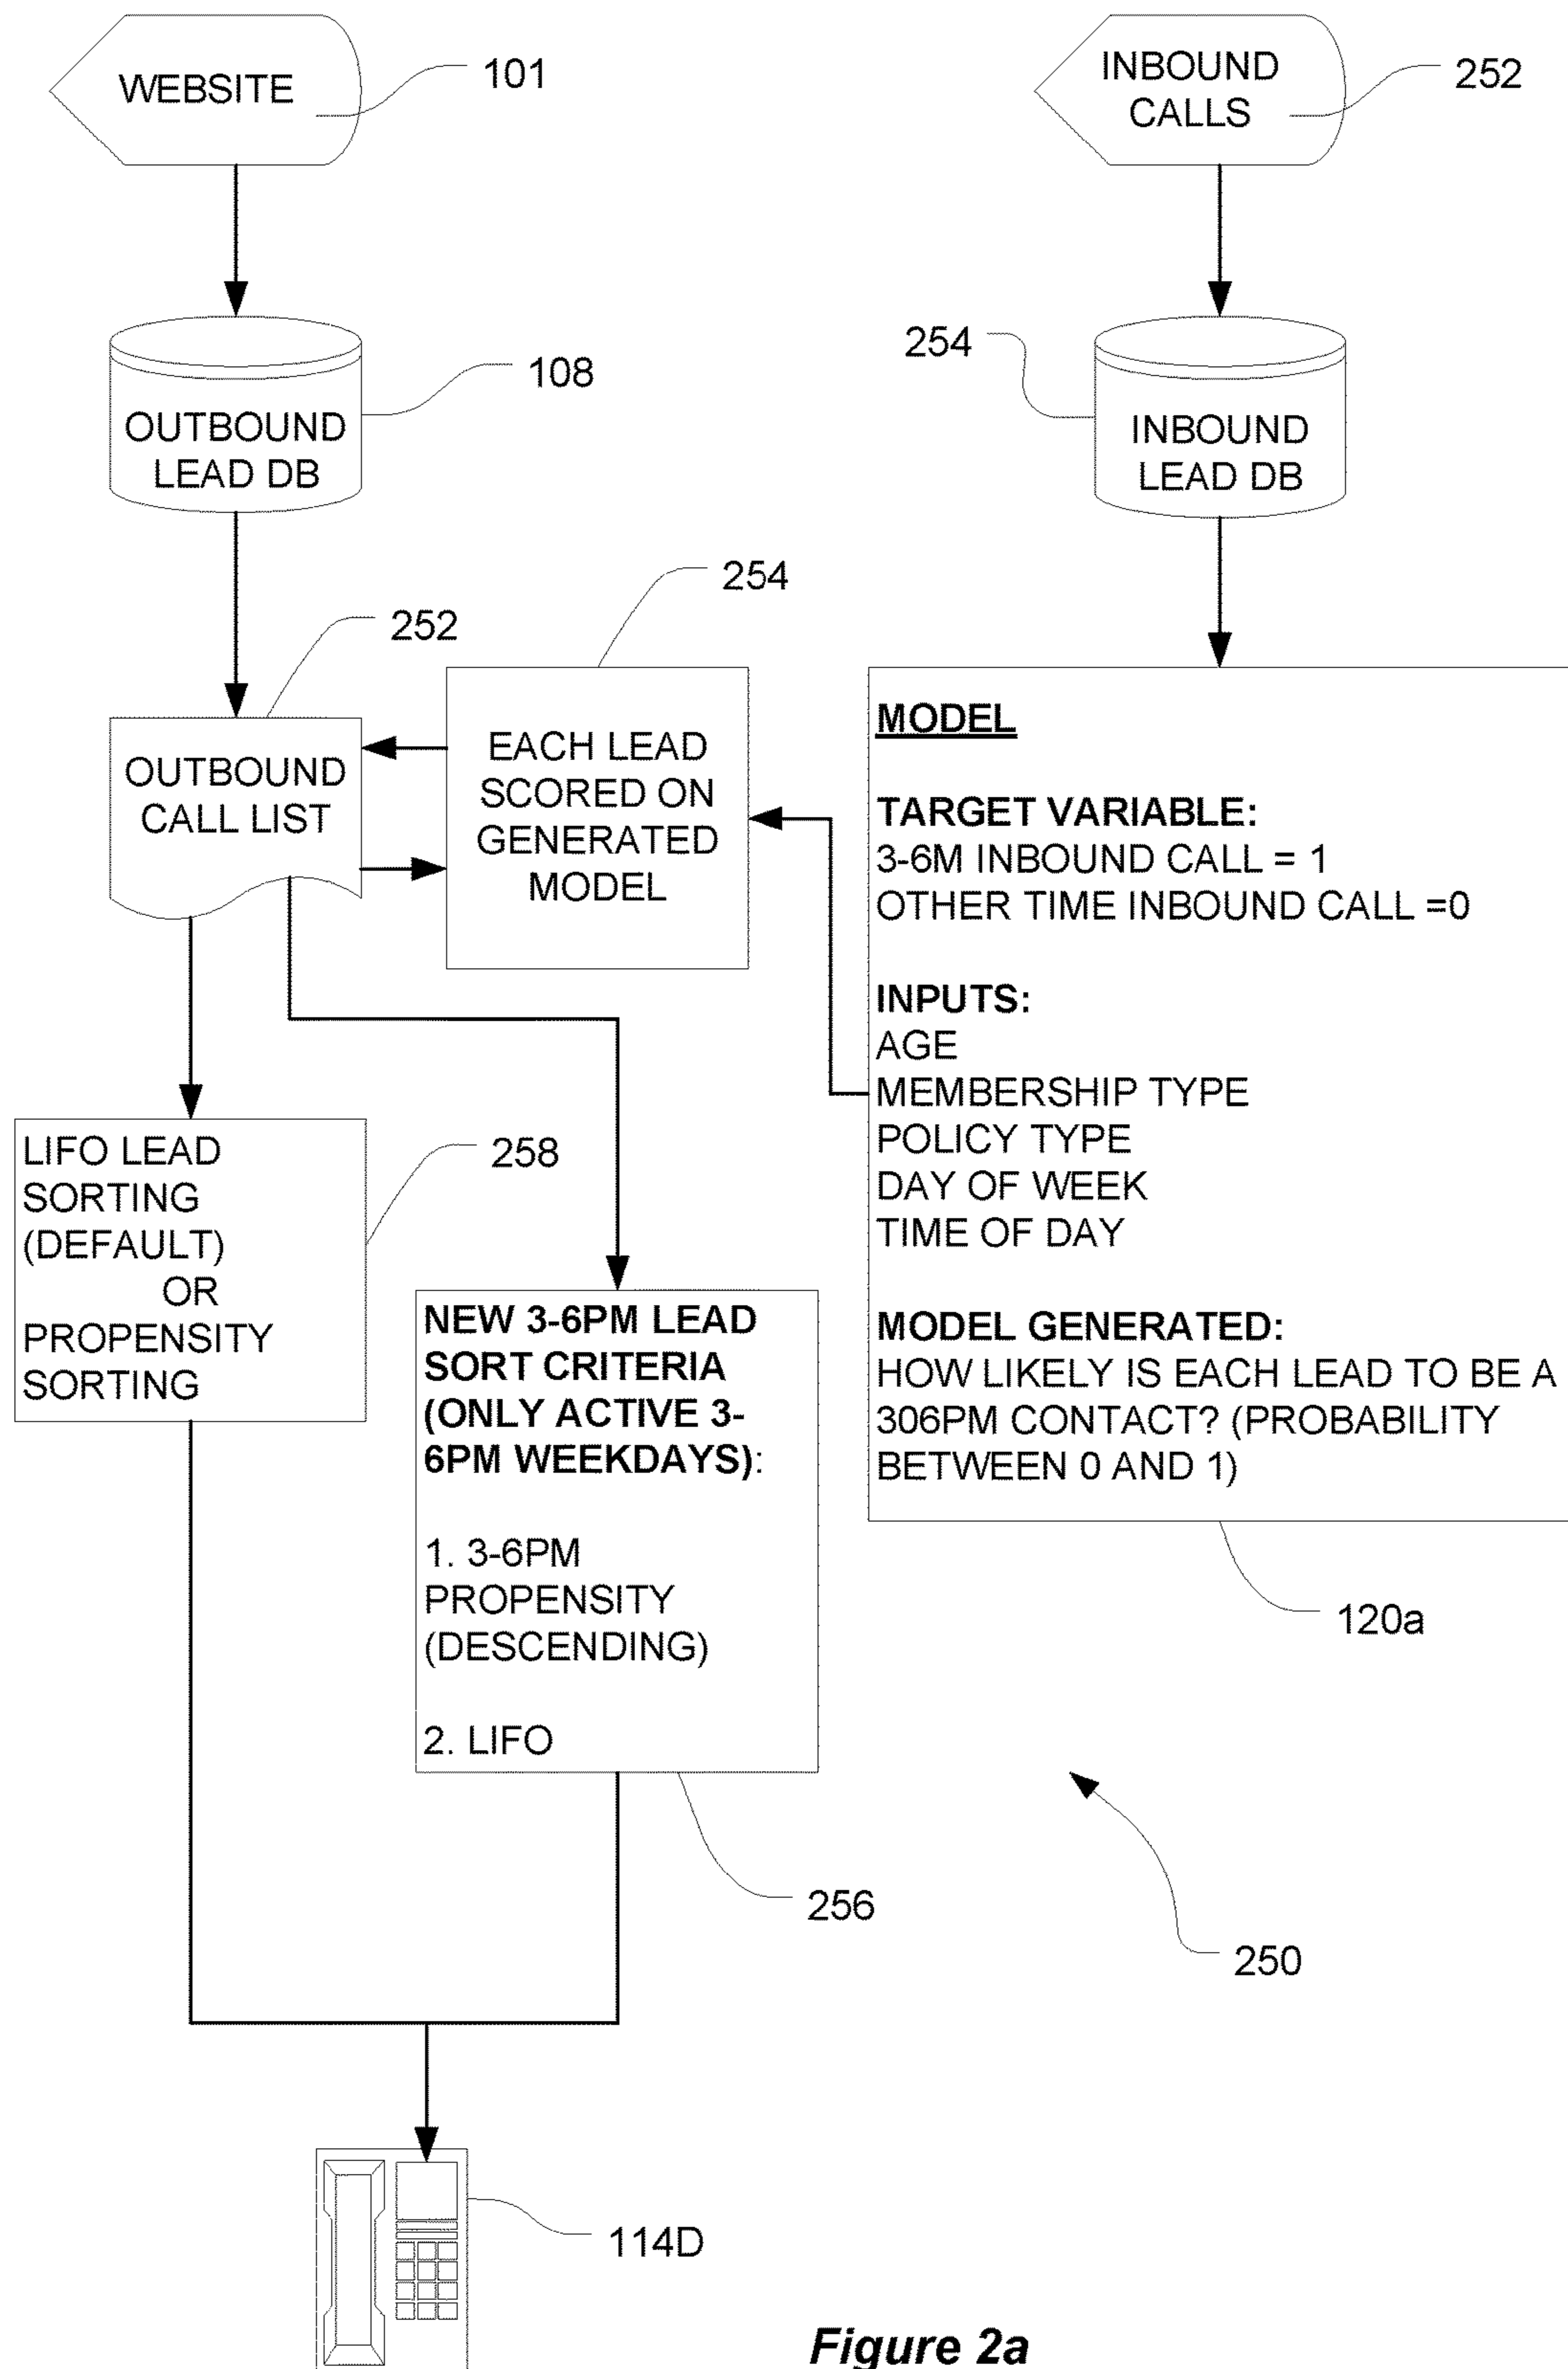 WEBSITE
101
INBOUND
CALLS
252
OUTBOUND
LEAD DB
108
254
INBOUND
LEAD DB
254
252
OUTBOUND
CALL LIST
EACH LEAD
SCORED ON
GENERATED
MODEL
MODEL
TARGET VARIABLE:
3-6M INBOUND CALL = 1
OTHER TIME INBOUND CALL =0
INPUTS:
AGE
MEMBERSHIP TYPE
POLICY TYPE
DAY OF WEEK
TIME OF DAY
MODEL GENERATED:
HOW LIKELY IS EACH LEAD TO BE A
306PM CONTACT? (PROBABILITY
BETWEEN 0 AND 1)
120a
LIFO LEAD
SORTING
(DEFAULT)
OR
PROPENSITY
SORTING
258
NEW 3-6PM LEAD
SORT CRITERIA
(ONLY ACTIVE 3-
6PM WEEKDAYS):
1. 3-6PM
PROPENSITY
(DESCENDING)
2. LIFO
256
250
114D
Figure 2a